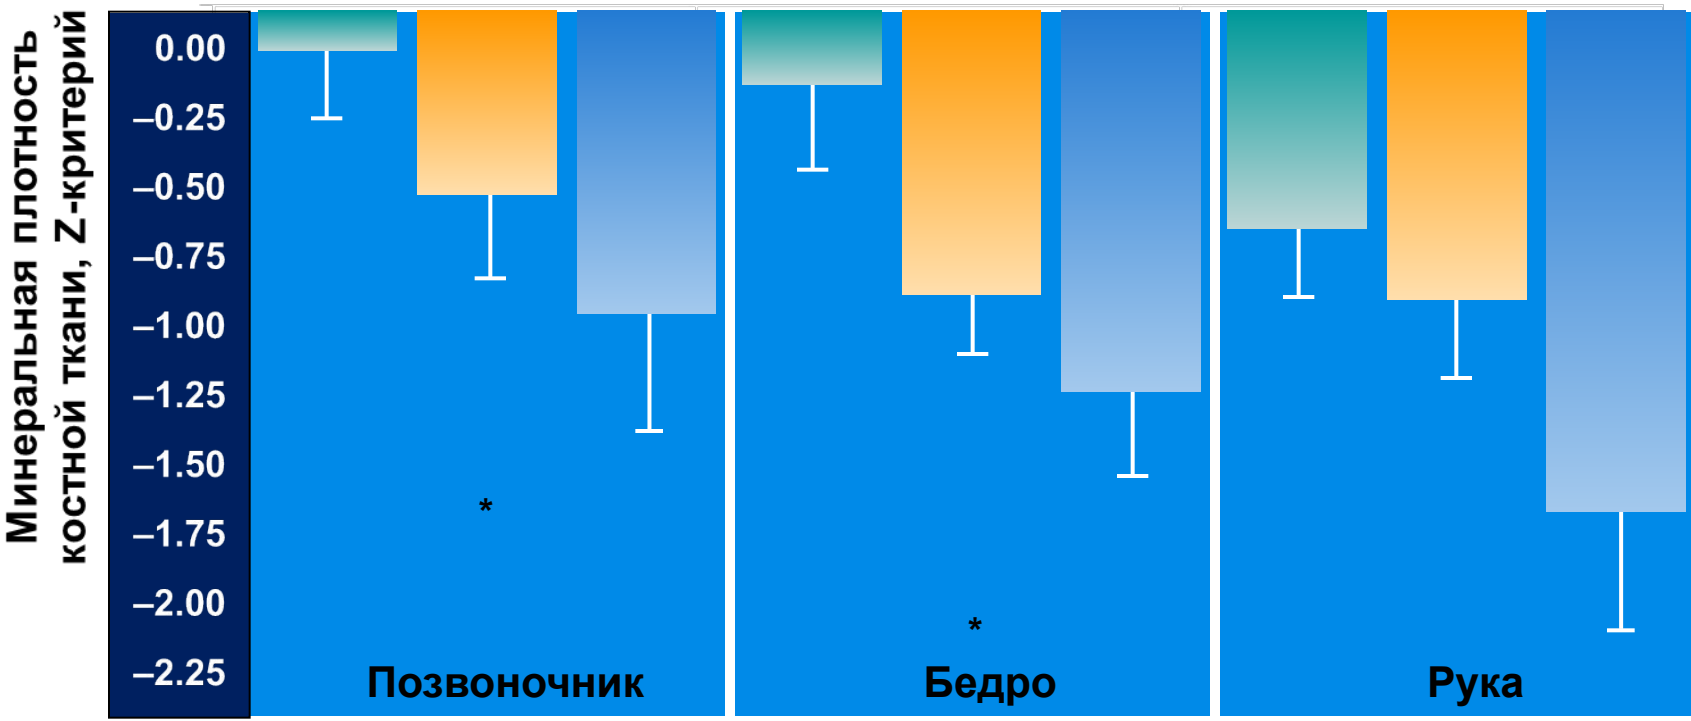 Минеральная плотность
костной ткани, Z-критерий
0.00
–0.25
–0.50
–0.75
–1.00
–1.25
–1.50
–1.75
–2.00
–2.25
*
*
Позвоночник
Бедро
Рука